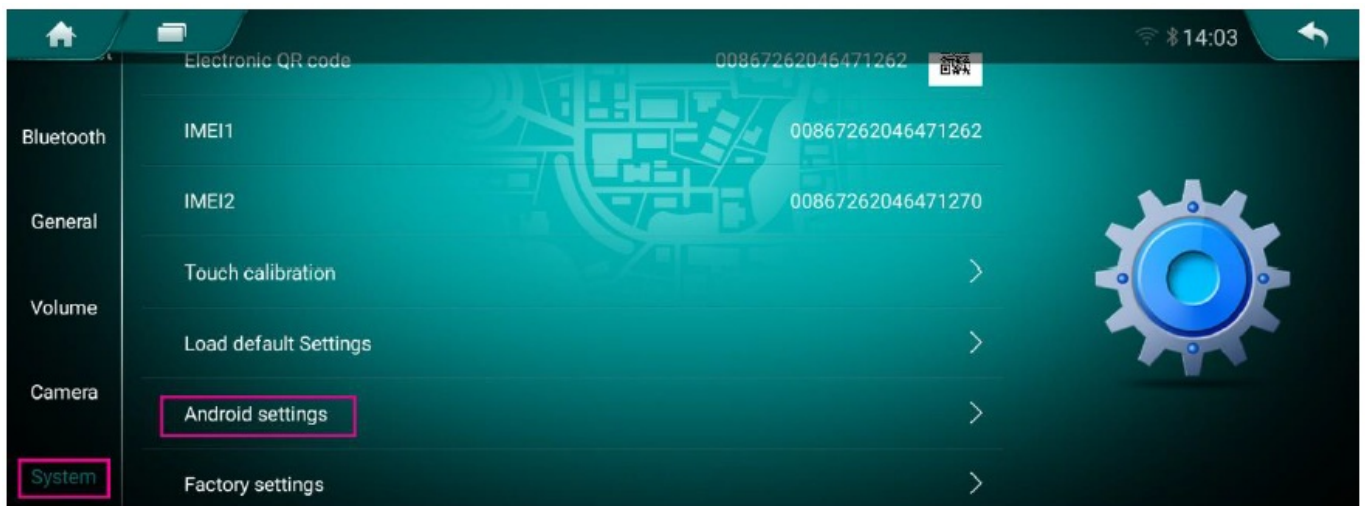 14:03
Electronic QR code 00867262046471262
Bluetooth
IMEI1 00867262046471262
General
IMEI2 00867262046471270
Touch calibration
Volume
Load default Settings
Camera
Android settings
System
Factory settings